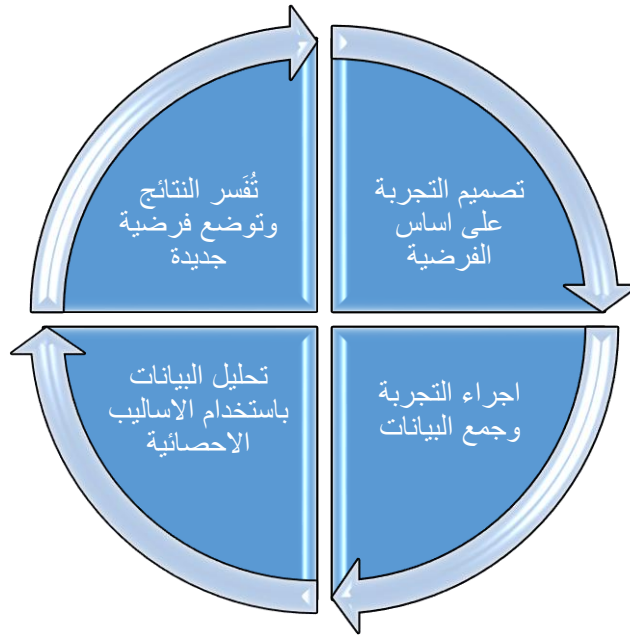 تصميم التجربة
على اساس
الفرضية
اجراء التجربة
وجمع البيانات
تحليل البيانات
باستخدام الاساليب
الاحصائية
تُفَسر النتائج
وتوضع فرضية
جديدة